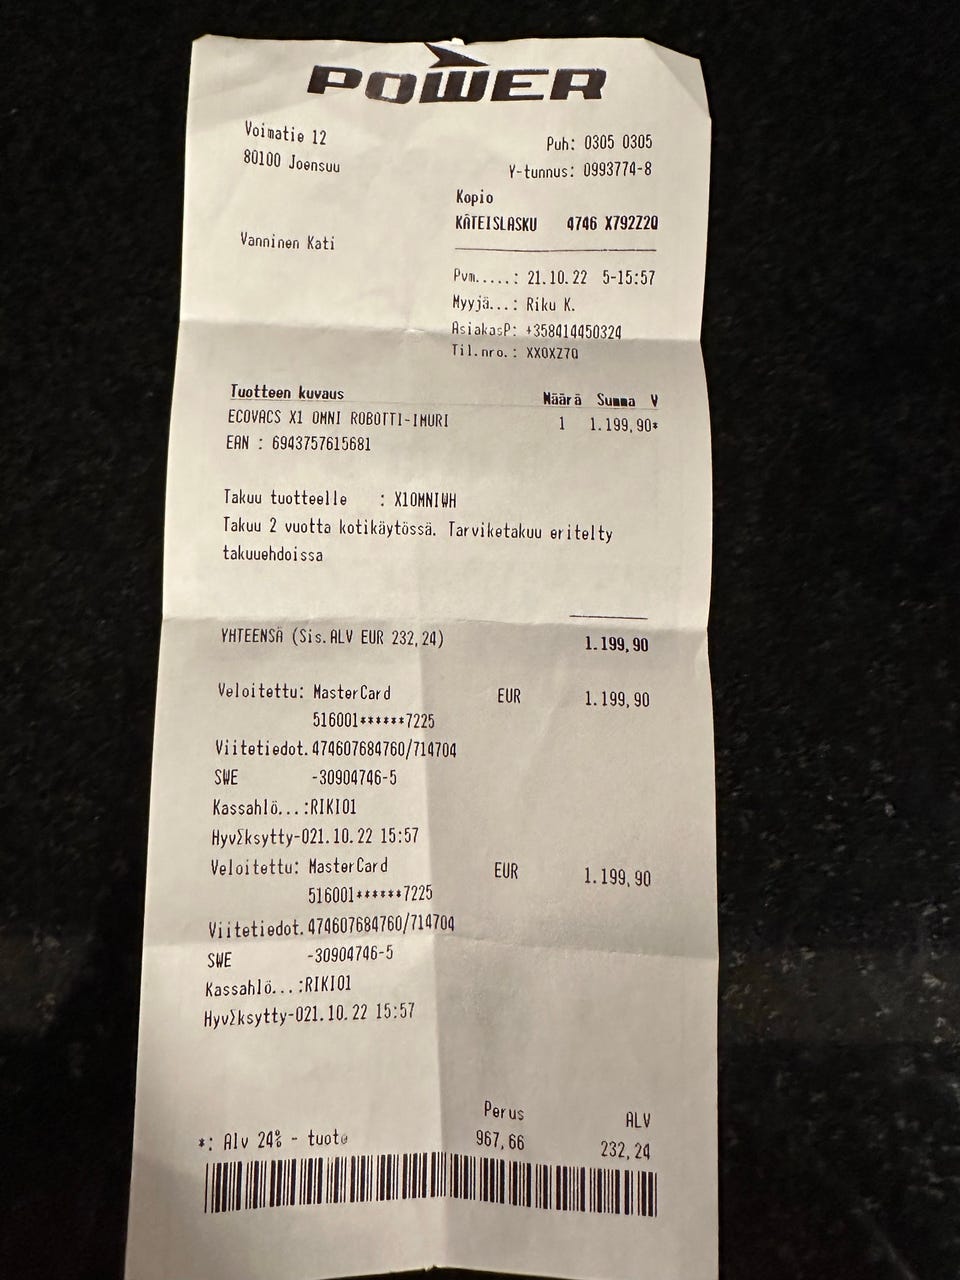 POWER
Voimatie 12
80100 Joensuu
Puh: 0305 0305
Y-tunnus: 0993774-8
Kopio
KÄTEISLASKU 4746 X792Z2Q
Vanninen Kati
Pvm.....: 21.10.22 5-15:57
Myyjä...: Riku K.
AsiakasP: +358414450324
Til.nro.: XXOXZ7Q
Tuotteen kuvaus Määrä Summa V
ECOVACS X1 OMNI ROBOTTI-IMURI 1 1.199,90*
EAN : 6943757615681
Takuu tuotteelle : X1OMNIWH
Takuu 2 vuotta kotikäytössä. Tarviketakuu eritelty
takuuehdoissa
YHTEENSÄ (Sis.ALV EUR 232,24) 1.199,90
Veloitettu: MasterCard EUR 1.199,90
516001******7225
Viitetiedot.474607684760/714704
SWE -30904746-5
Kassahlö...:RIKI01
HyvΣksytty-021.10.22 15:57
Veloitettu: MasterCard EUR 1.199,90
516001******7225
Viitetiedot.474607684760/714704
SWE -30904746-5
Kassahlö...:RIKI01
HyvΣksytty-021.10.22 15:57
Perus ALV
*: Alv 24% - tuote 967,66 232,24